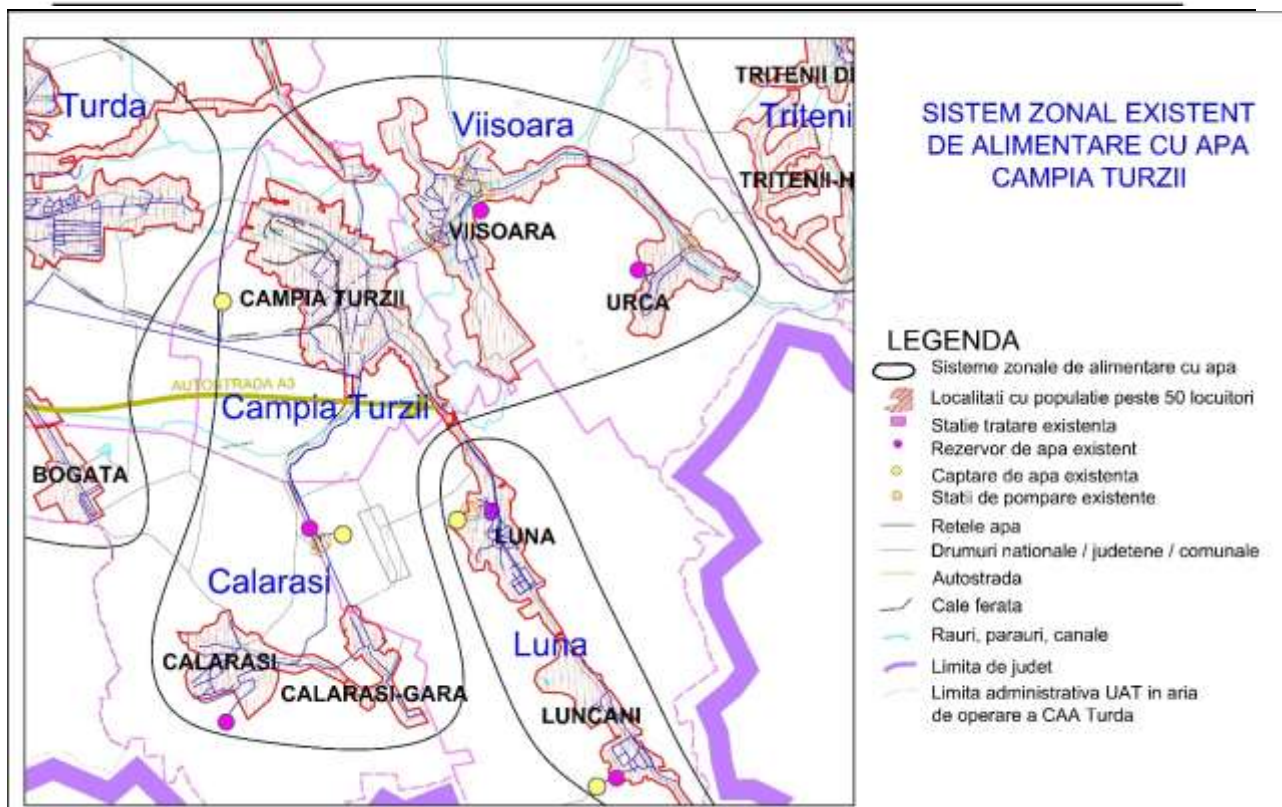 TRITENII DI
Turda
Viisoara
Triteni
TRITENII-H
VIISOARA
CAMPIA TURZII
URCA
AUTOSTRADA A3
Campia Turzii
BOGATA
LUNA
Calarasi
Luna
CALARASI
CALARASI-GARA
LUNCANI
SISTEM ZONAL EXISTENT
DE ALIMENTARE CU APA
CAMPIA TURZII
LEGENDA
Sisteme zonale de alimentare cu apa
Localitati cu populatie peste 50 locuitori
Statie tratare existenta
Rezervor de apa existent
Captare de apa existenta
Statii de pompare existente
Retele apa
Drumuri nationale / judetene / comunale
Autostrada
Cale ferata
Rauri, parauri, canale
Limita de judet
Limita administrativa UAT in aria
de operare a CAA Turda